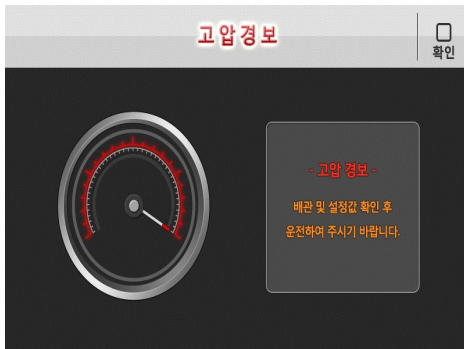 고압경보
확인
- 고압 경보 -
배관 및 설정값 확인 후
운전하여 주시기 바랍니다.